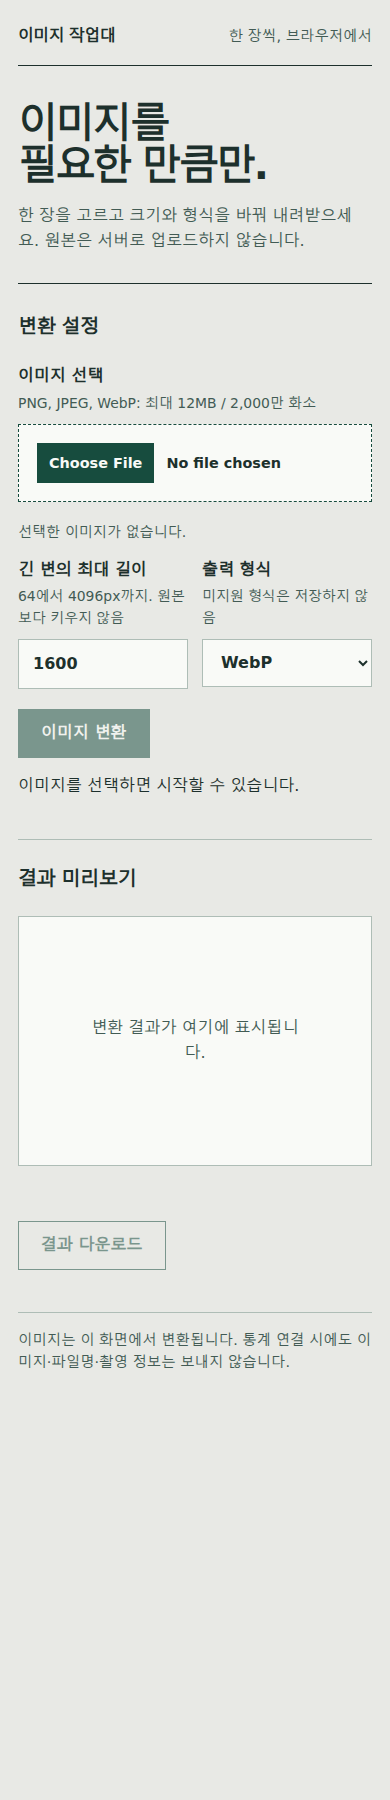 이미지 작업대
한 장씩, 브라우저에서
이미지를
필요한 만큼만.
한 장을 고르고 크기와 형식을 바꿔 내려받으세
요. 원본은 서버로 업로드하지 않습니다.
변환 설정
이미지 선택
PNG, JPEG, WebP: 최대 12MB / 2,000만 화소
Choose File
No file chosen
선택한 이미지가 없습니다.
긴 변의 최대 길이
64에서 4096px까지. 원본
보다 키우지 않음
1600
출력 형식
미지원 형식은 저장하지 않
음
WebP
이미지 변환
이미지를 선택하면 시작할 수 있습니다.
결과 미리보기
변환 결과가 여기에 표시됩니
다.
결과 다운로드
이미지는 이 화면에서 변환됩니다. 통계 연결 시에도 이
미지·파일명·촬영 정보는 보내지 않습니다.